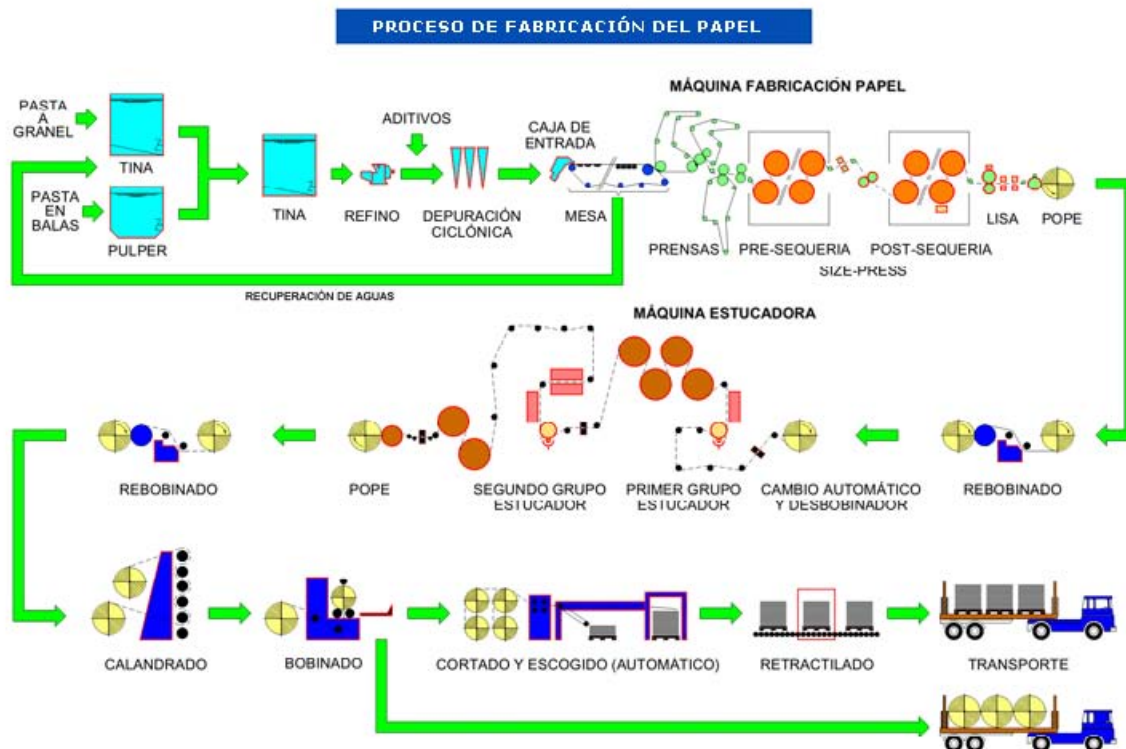 PROCESO DE FABRICACIÓN DEL PAPEL
MÁQUINA FABRICACIÓN PAPEL
PASTA
A
GRANEL
TINA
PASTA
EN
BALAS
PULPER
TINA
REFINO
ADITIVOS
DEPURACIÓN
CICLÓNICA
CAJA DE
ENTRADA
MESA
PRENSAS
PRE-SEQUERIA
SIZE-PRESS
POST-SEQUERIA
LISA
POPE
RECUPERACIÓN DE AGUAS
MÁQUINA ESTUCADORA
REBOBINADO
POPE
SEGUNDO GRUPO
ESTUCADOR
PRIMER GRUPO
ESTUCADOR
CAMBIO AUTOMÁTICO
Y DESBOBINADOR
REBOBINADO
CALANDRADO
BOBINADO
CORTADO Y ESCOGIDO (AUTOMÁTICO)
RETRACTILADO
TRANSPORTE